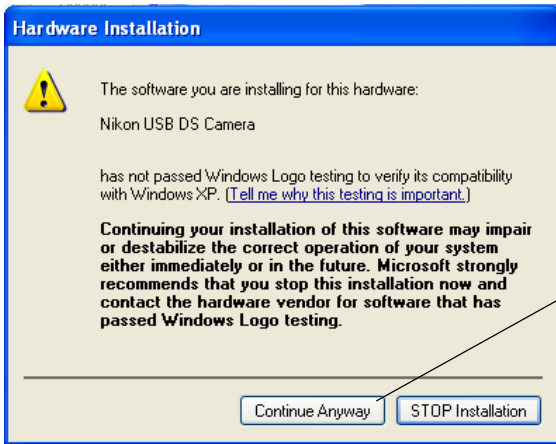 Hardware Installation
The software you are installing for this hardware:
Nikon USB DS Camera
has not passed Windows Logo testing to verify its compatibility
with Windows XP. (Tell me why this testing is important.)
Continuing your installation of this software may impair
or destabilize the correct operation of your system
either immediately or in the future. Microsoft strongly
recommends that you stop this installation now and
contact the hardware vendor for software that has
passed Windows Logo testing.
Continue Anyway
STOP Installation